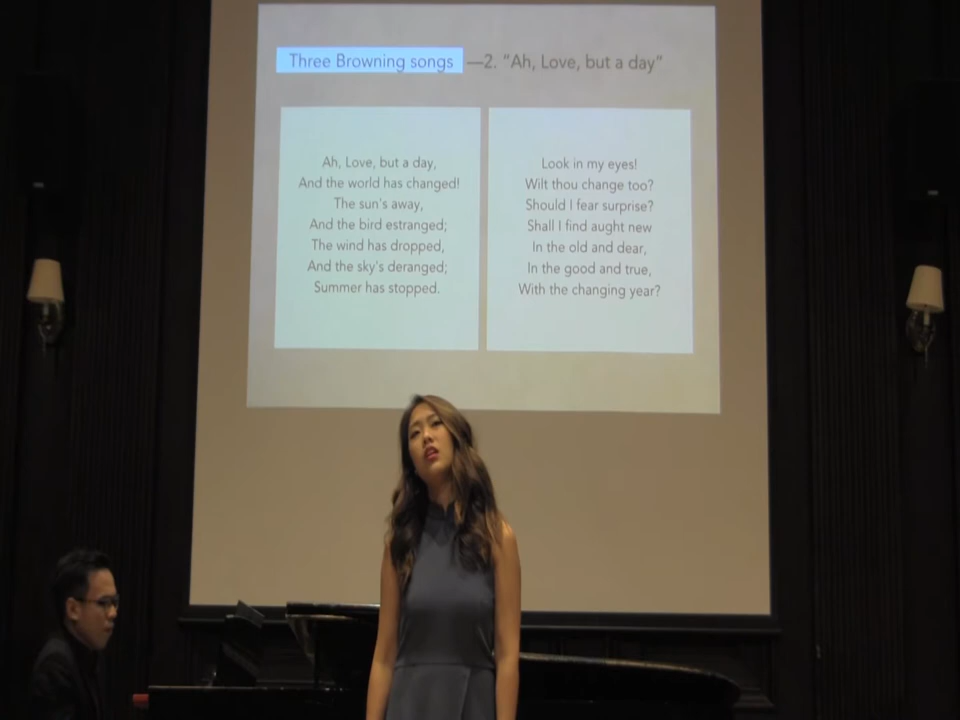 Three Browning songs —2. “Ah, Love, but a day”
Ah, Love, but a day,
And the world has changed!
The sun's away,
And the bird estranged;
The wind has dropped,
And the sky's deranged;
Summer has stopped.
Look in my eyes!
Wilt thou change too?
Should I fear surprise?
Shall I find aught new
In the old and dear,
In the good and true,
With the changing year?